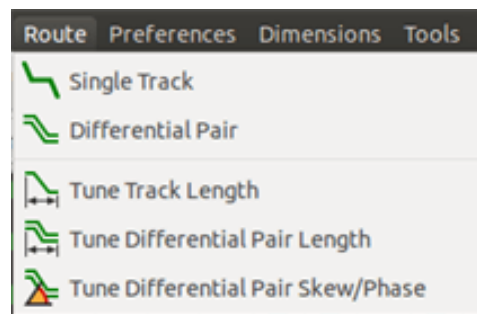 Route Preferences Dimensions Tools
Single Track
Differential Pair
Tune Track Length
Tune Differential Pair Length
Tune Differential Pair Skew/Phase